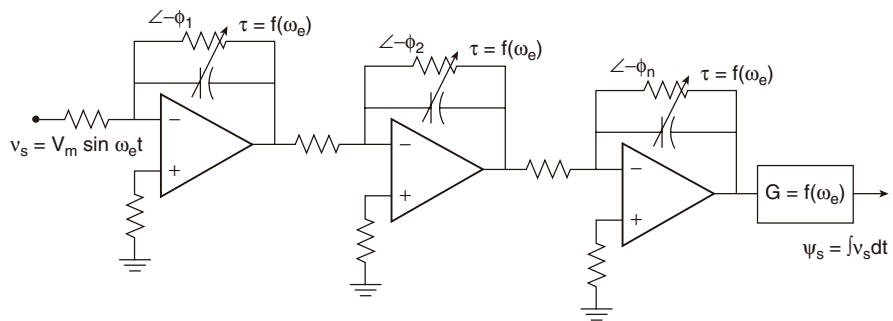 ∠−ϕ₁
τ = f(ωₑ)
∠−ϕ₂
τ = f(ωₑ)
∠−ϕₙ
τ = f(ωₑ)
−
+
νₛ = Vₘ sin ωₑt
−
+
−
+
G = f(ωₑ)
ψₛ = ∫νₛdt